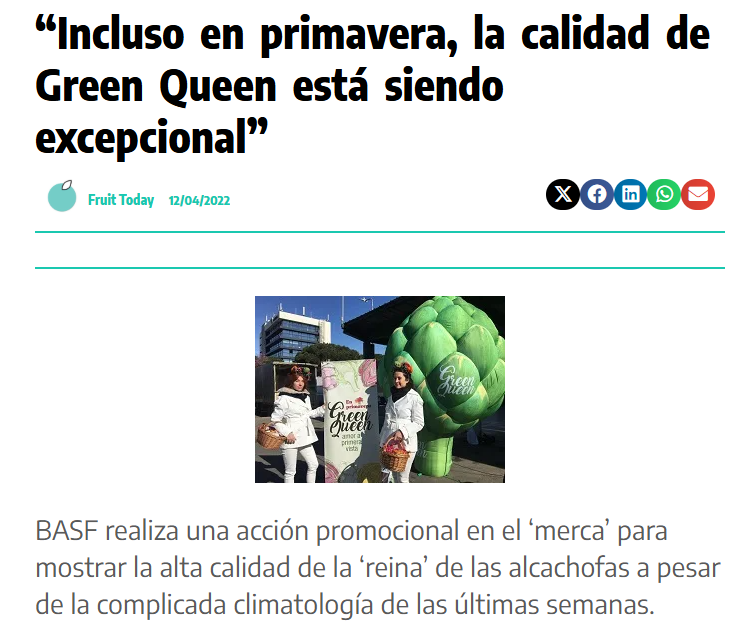 “Incluso en primavera, la calidad de
Green Queen está siendo
excepcional”
Fruit Today 12/04/2022
Green
Queen
En
primavera
Green
Queen
amor a
primera
vista
BASF realiza una acción promocional en el ‘merca’ para
mostrar la alta calidad de la ‘reina’ de las alcachofas a pesar
de la complicada climatología de las últimas semanas.